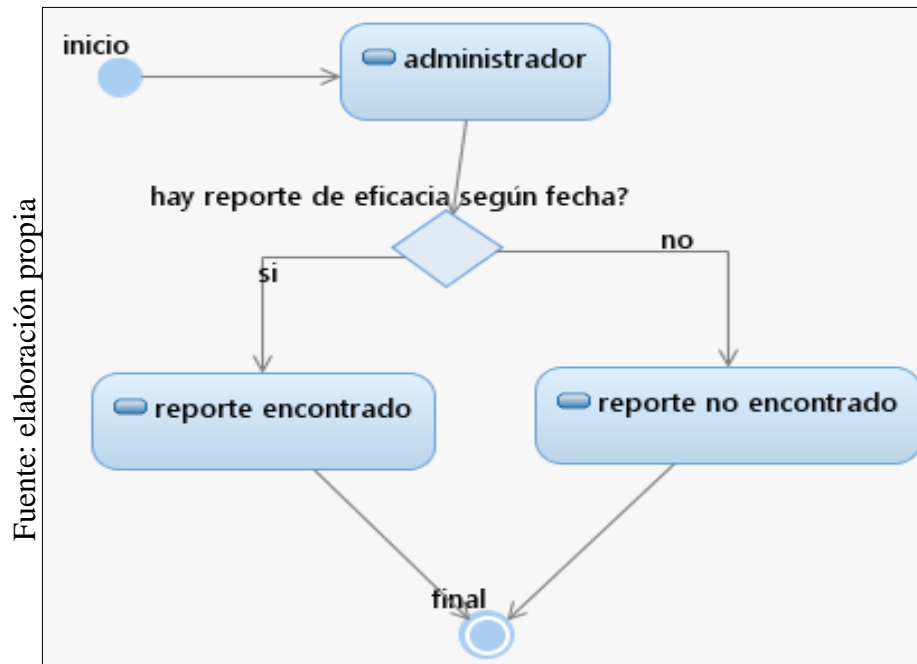 inicio
administrador
hay reporte de eficacia según fecha?
si
no
reporte encontrado
reporte no encontrado
final
Fuente: elaboración propia